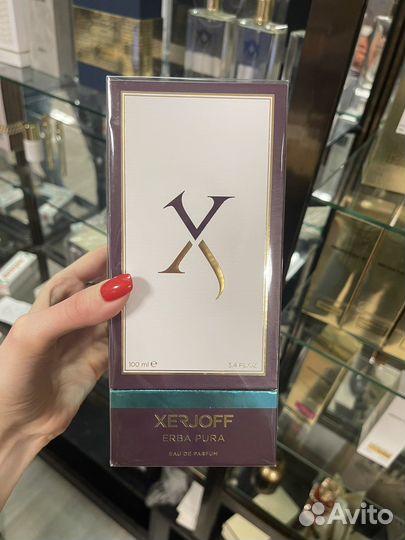 X
100 ml e
3.4 FL.OZ.
XERJOFF
ERBA PURA
EAU DE PARFUM
Avito